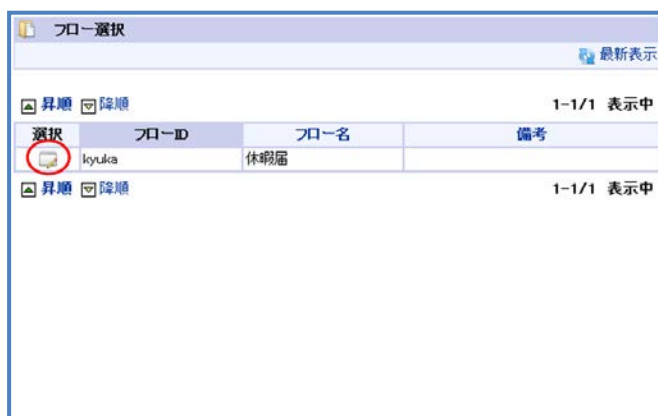 フロー選択
最新表示
昇順 降順 1-1/1 表示中
選択 フローID フロー名 備考
kyuka 休暇届
昇順 降順 1-1/1 表示中